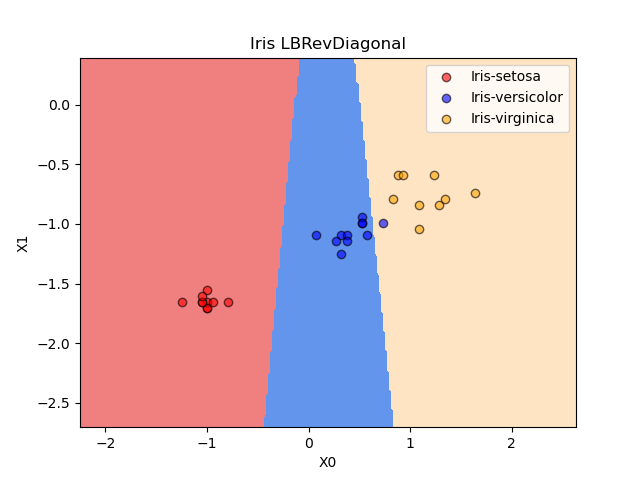 Iris LBRevDiagonal
Iris-setosa
Iris-versicolor
Iris-virginica
0.0
−0.5
−1.0
−1.5
−2.0
−2.5
X1
−2
−1
0
1
2
X0